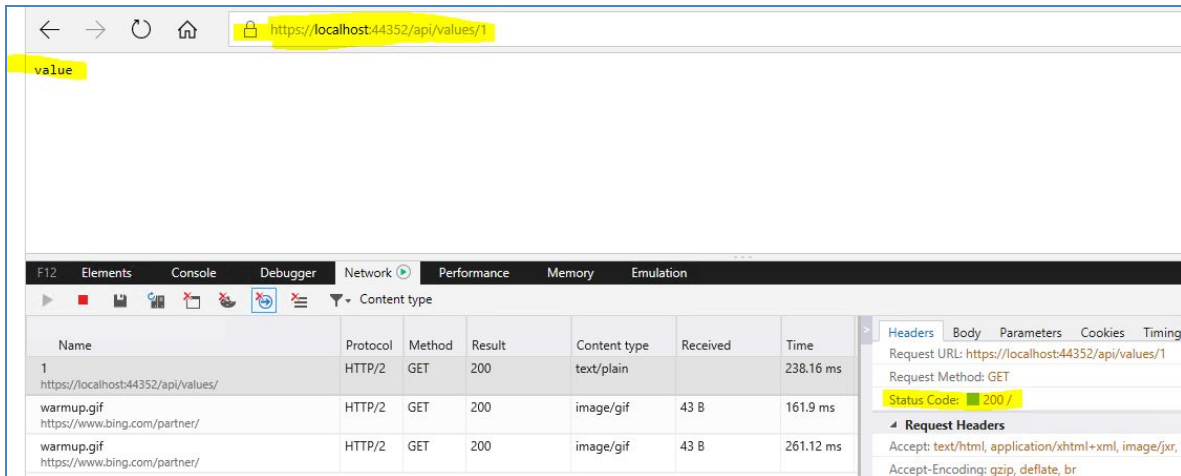 https://localhost:44352/api/values/1
value
F12 Elements Console Debugger Network Performance Memory Emulation
Content type
Name Protocol Method Result Content type Received Time
1 HTTP/2 GET 200 text/plain 238.16 ms
https://localhost:44352/api/values/
warmup.gif HTTP/2 GET 200 image/gif 43 B 161.9 ms
https://www.bing.com/partner/
warmup.gif HTTP/2 GET 200 image/gif 43 B 261.12 ms
https://www.bing.com/partner/
Headers Body Parameters Cookies Timing
Request URL: https://localhost:44352/api/values/1
Request Method: GET
Status Code: 200 /
Request Headers
Accept: text/html, application/xhtml+xml, image/jxr,
Accept-Encoding: gzip, deflate, br